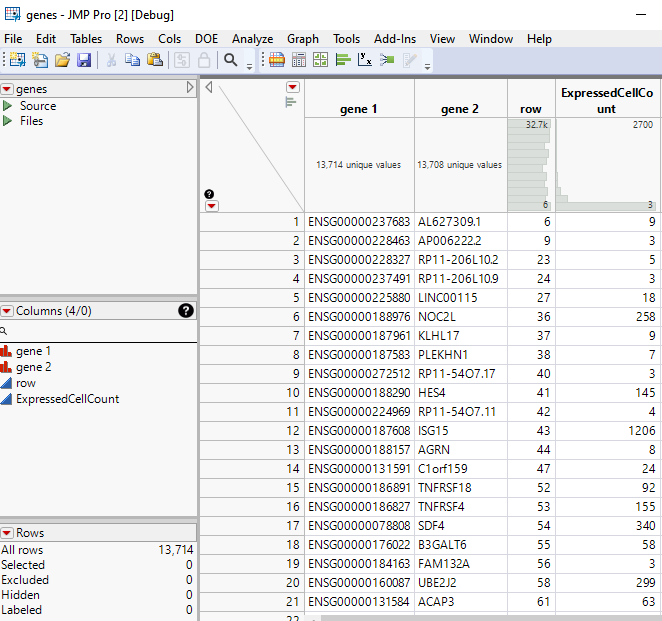 genes - JMP Pro [2] [Debug]
File Edit Tables Rows Cols DOE Analyze Graph Tools Add-Ins View Window Help
genes
Source
Files
gene 1 gene 2 row ExpressedCellCo
unt
13,714 unique values 13,708 unique values 32.7k 6 2700 3
Columns (4/0)
gene 1
gene 2
row
ExpressedCellCount
Rows
All rows 13,714
Selected 0
Excluded 0
Hidden 0
Labeled 0
1 ENSG00000237683 AL627309.1 6 9
2 ENSG00000228463 AP006222.2 9 3
3 ENSG00000228327 RP11-206L10.2 23 5
4 ENSG00000237491 RP11-206L10.9 24 3
5 ENSG00000225880 LINC00115 27 18
6 ENSG00000188976 NOC2L 36 258
7 ENSG00000187961 KLHL17 37 9
8 ENSG00000187583 PLEKHN1 38 7
9 ENSG00000272512 RP11-54O7.17 40 3
10 ENSG00000188290 HES4 41 145
11 ENSG00000224969 RP11-54O7.11 42 4
12 ENSG00000187608 ISG15 43 1206
13 ENSG00000188157 AGRN 44 8
14 ENSG00000131591 C1orf159 47 24
15 ENSG00000186891 TNFRSF18 52 92
16 ENSG00000186827 TNFRSF4 53 155
17 ENSG00000078808 SDF4 54 340
18 ENSG00000176022 B3GALT6 55 58
19 ENSG00000184163 FAM132A 56 3
20 ENSG00000160087 UBE2J2 58 299
21 ENSG00000131584 ACAP3 61 63
22